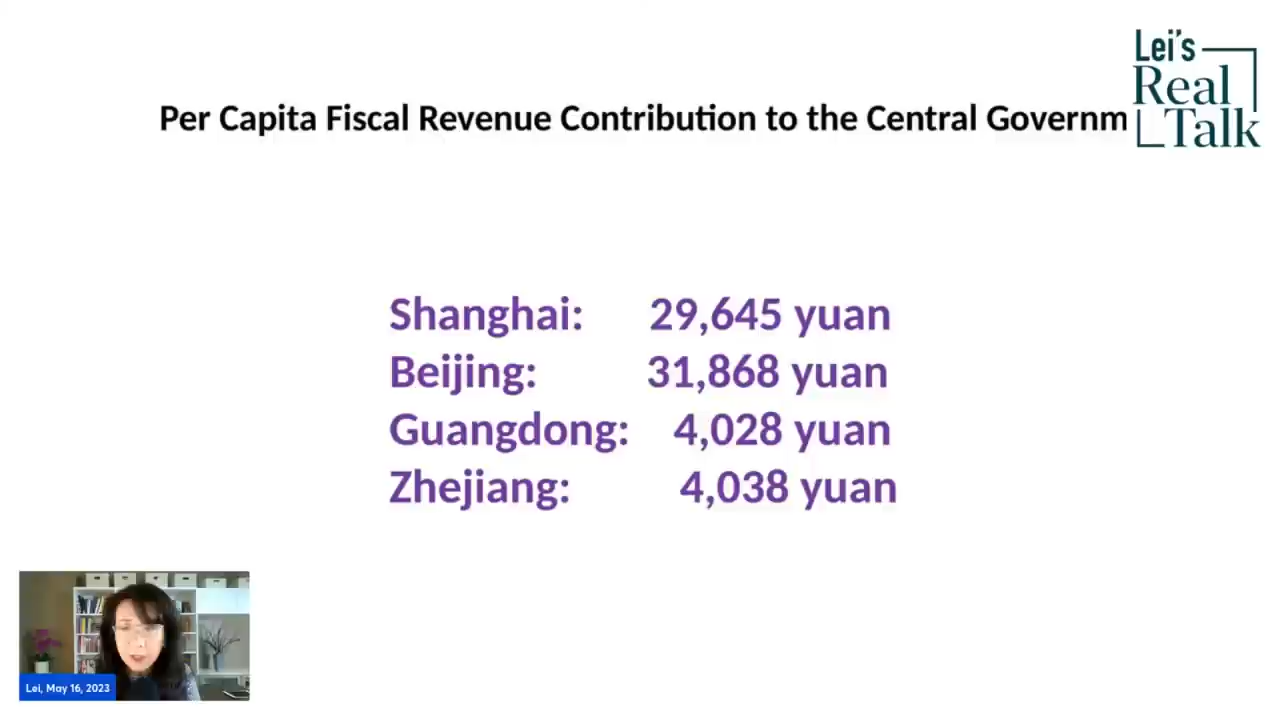 Lei's
Real
Talk
Per Capita Fiscal Revenue Contribution to the Central Governm
Shanghai: 29,645 yuan
Beijing: 31,868 yuan
Guangdong: 4,028 yuan
Zhejiang: 4,038 yuan
Lei, May 16, 2023